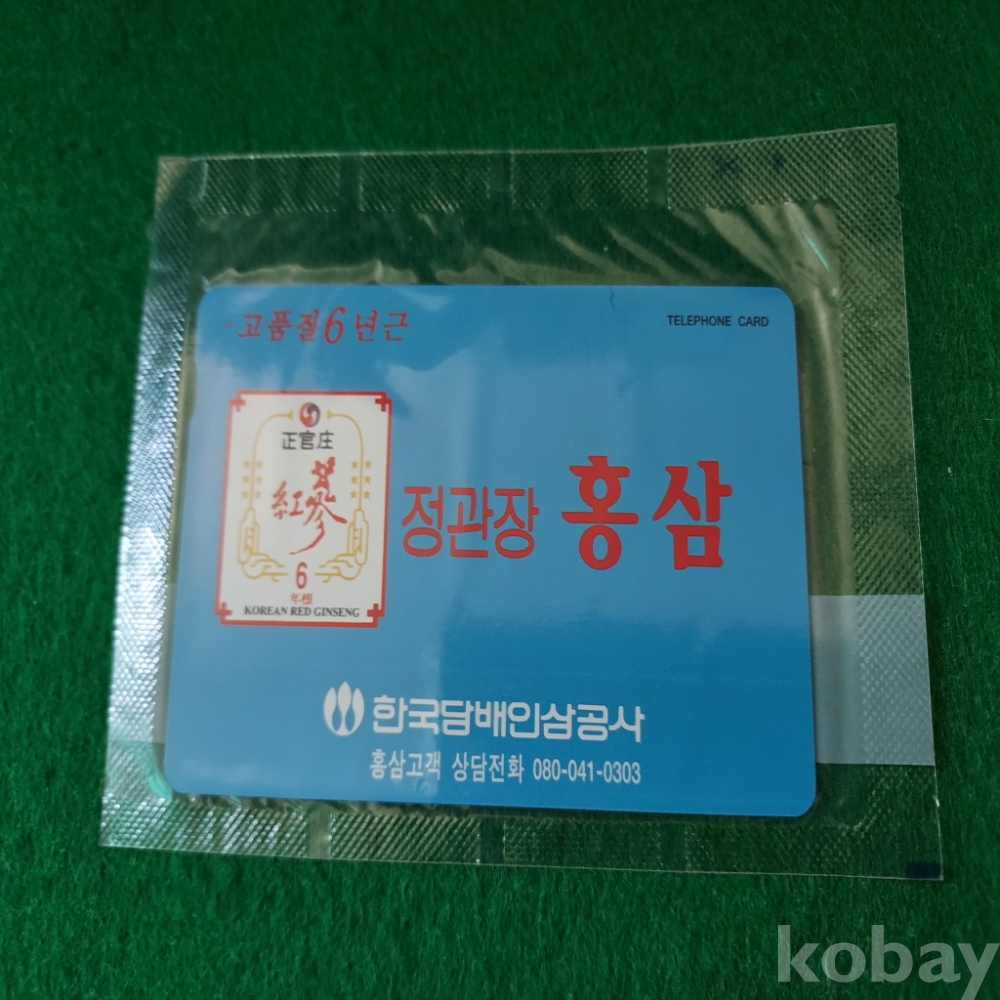 ·고품질6년근
TELEPHONE CARD
正官庄
紅蔘
6
年根
KOREAN RED GINSENG
정관장 홍삼
한국담배인삼공사
홍삼고객 상담전화 080-041-0303
kobay